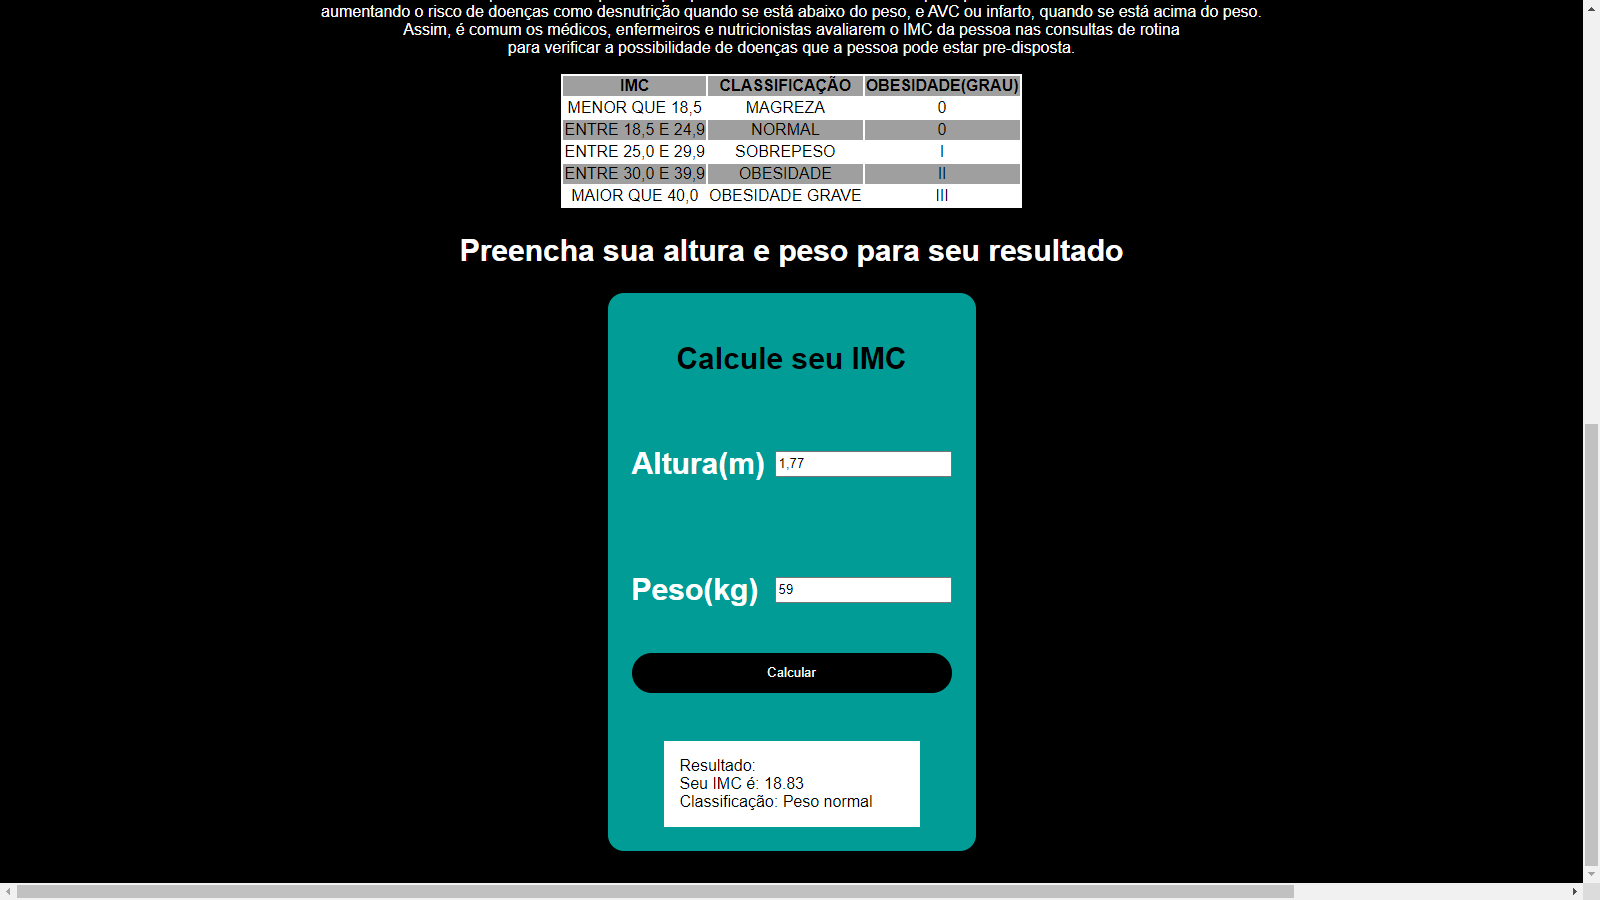 aumentando o risco de doenças como desnutrição quando se está abaixo do peso, e AVC ou infarto, quando se está acima do peso.
Assim, é comum os médicos, enfermeiros e nutricionistas avaliarem o IMC da pessoa nas consultas de rotina
para verificar a possibilidade de doenças que a pessoa pode estar pre-disposta.
IMC CLASSIFICAÇÃO OBESIDADE(GRAU)
MENOR QUE 18,5 MAGREZA 0
ENTRE 18,5 E 24,9 NORMAL 0
ENTRE 25,0 E 29,9 SOBREPESO I
ENTRE 30,0 E 39,9 OBESIDADE II
MAIOR QUE 40,0 OBESIDADE GRAVE III
Preencha sua altura e peso para seu resultado
Calcule seu IMC
Altura(m) 1,77
Peso(kg) 59
Calcular
Resultado:
Seu IMC é: 18.83
Classificação: Peso normal